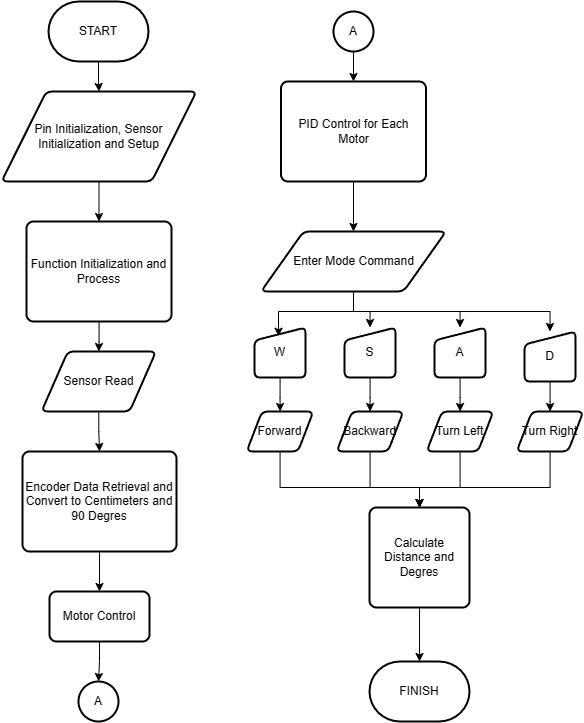 START
Pin Initialization, Sensor
Initialization and Setup
Function Initialization and
Process
Sensor Read
Encoder Data Retrieval and
Convert to Centimeters and
90 Degres
Motor Control
A
A
PID Control for Each
Motor
Enter Mode Command
W
S
A
D
Forward
Backward
Turn Left
Turn Right
Calculate
Distance and
Degres
FINISH